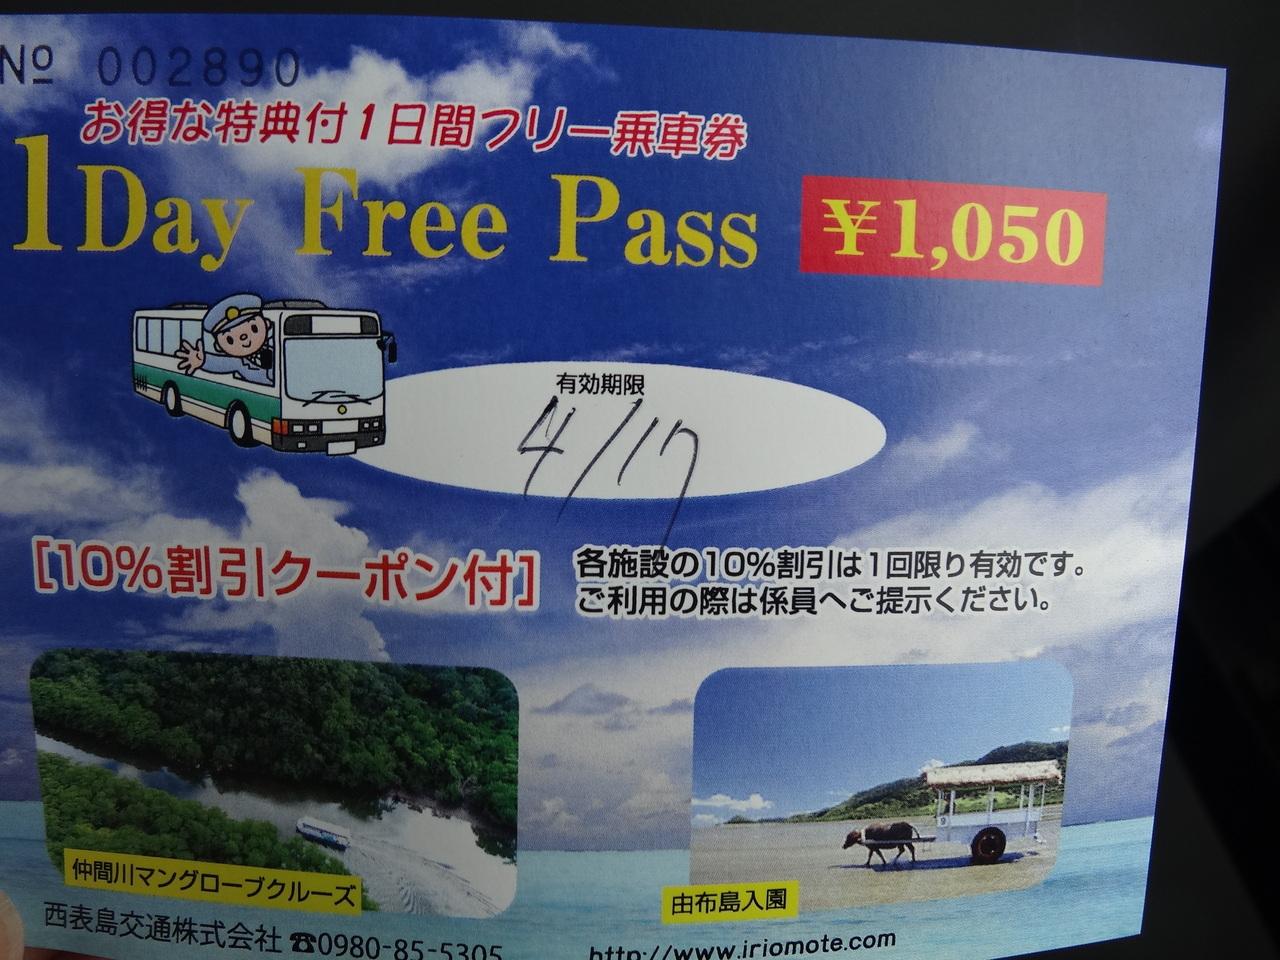 No 002890
お得な特典付1日間フリー乗車券
1Day Free Pass ¥1,050
有効期限
4/17
[10%割引クーポン付]
各施設の10%割引は1回限り有効です。
ご利用の際は係員へご提示ください。
仲間川マングローブクルーズ
由布島入園
西表島交通株式会社 ☎0980-85-5305
http://www.iriomote.com